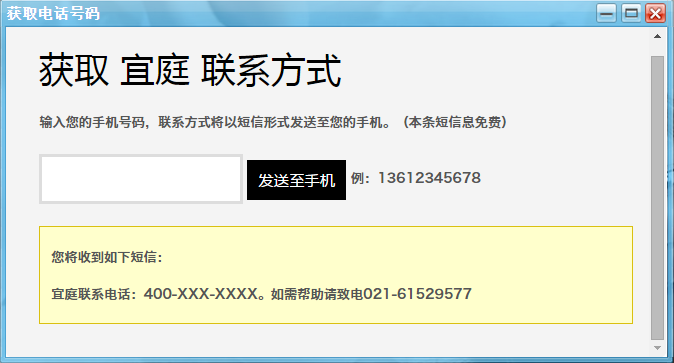 获取电话号码
获取 宜庭 联系方式
输入您的手机号码，联系方式将以短信形式发送至您的手机。（本条短信息免费）
发送至手机 例：13612345678
您将收到如下短信：
宜庭联系电话：400-XXX-XXXX。如需帮助请致电021-61529577